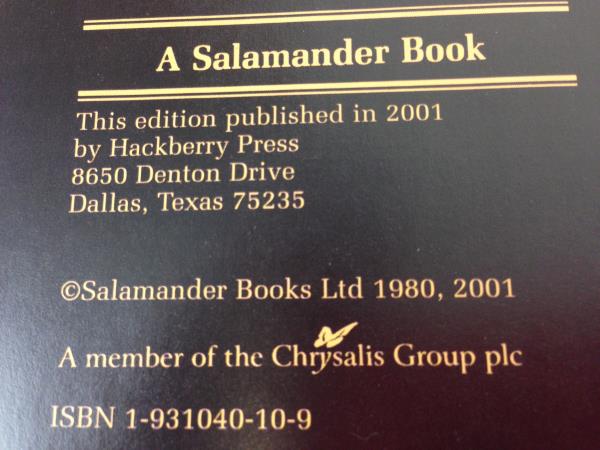 A Salamander Book
This edition published in 2001
by Hackberry Press
8650 Denton Drive
Dallas, Texas 75235
©Salamander Books Ltd 1980, 2001
A member of the Chrysalis Group plc
ISBN 1-931040-10-9